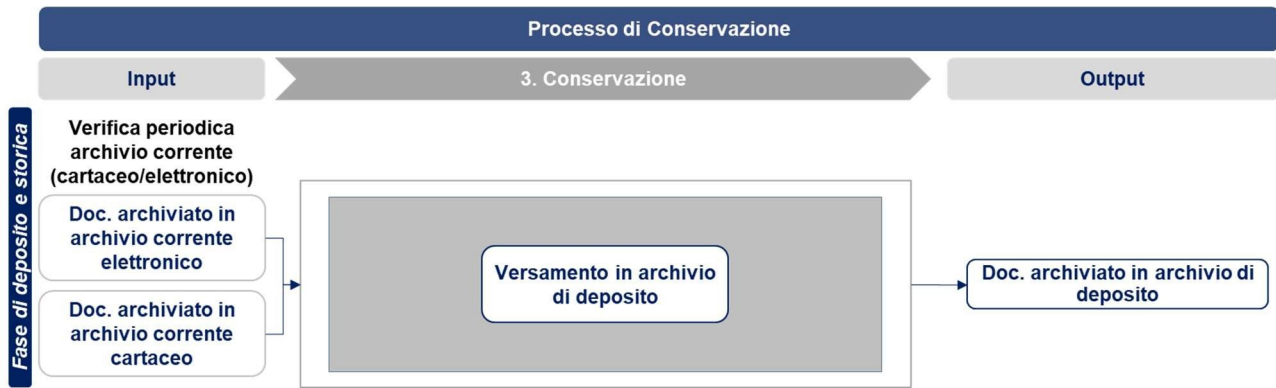 Processo di Conservazione
Input
3. Conservazione
Output
Fase di deposito e storica
Verifica periodica
archivio corrente
(cartaceo/elettronico)
Doc. archiviato in
archivio corrente
elettronico
Doc. archiviato in
archivio corrente
cartaceo
Versamento in archivio
di deposito
Doc. archiviato in archivio di
deposito